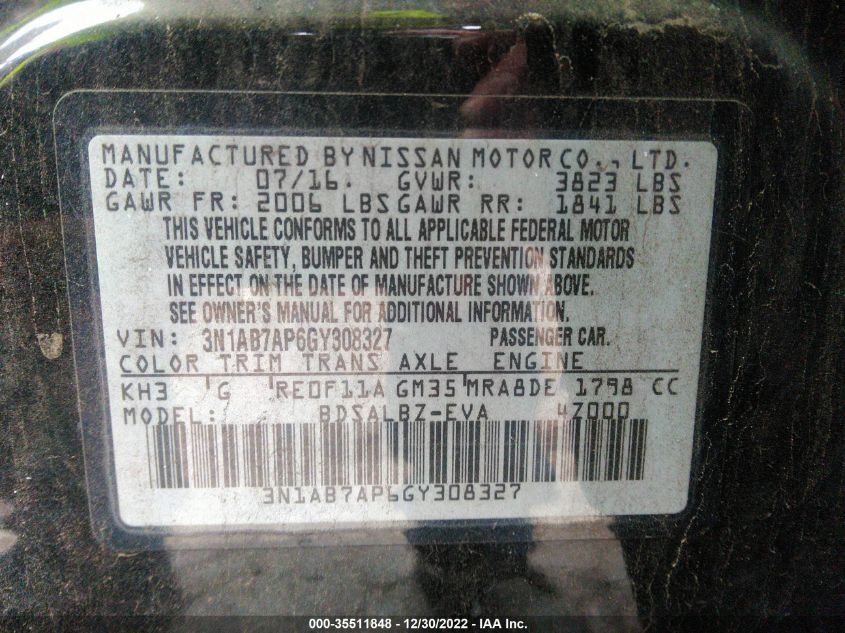 MANUFACTURED BY NISSAN MOTOR CO., LTD.
DATE: 07/16. GVWR: 3823 LBS
GAWR FR: 2006 LBS GAWR RR: 1841 LBS
THIS VEHICLE CONFORMS TO ALL APPLICABLE FEDERAL MOTOR
VEHICLE SAFETY, BUMPER AND THEFT PREVENTION STANDARDS
IN EFFECT ON THE DATE OF MANUFACTURE SHOWN ABOVE.
SEE OWNER'S MANUAL FOR ADDITIONAL INFORMATION.
VIN: 3N1AB7AP6GY308327 PASSENGER CAR.
COLOR TRIM TRANS AXLE ENGINE
KH3 'G 'RE0F11A GM35'MRA8DE 1798 CC
MODEL: BDSALBZ-EVA 4Z000
3N1AB7AP6GY308327
000-35511848 - 12/30/2022 - IAA Inc.